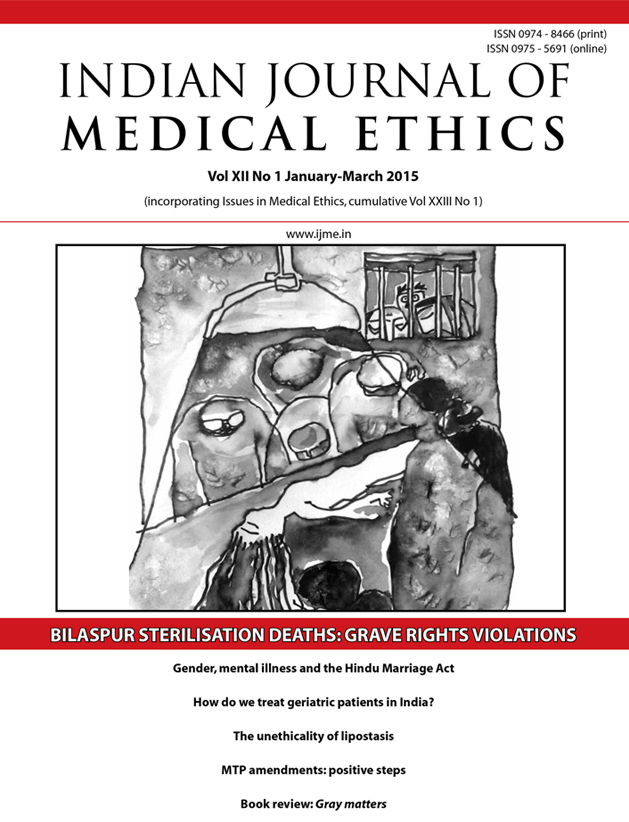 ISSN 0974 - 8466 (print)
ISSN 0975 - 5691 (online)
INDIAN JOURNAL OF
MEDICAL ETHICS
Vol XII No 1 January-March 2015
(incorporating Issues in Medical Ethics, cumulative Vol XXIII No 1)
www.ijme.in
BILASPUR STERILISATION DEATHS: GRAVE RIGHTS VIOLATIONS
Gender, mental illness and the Hindu Marriage Act
How do we treat geriatric patients in India?
The unethicality of lipostasis
MTP amendments: positive steps
Book review: Gray matters